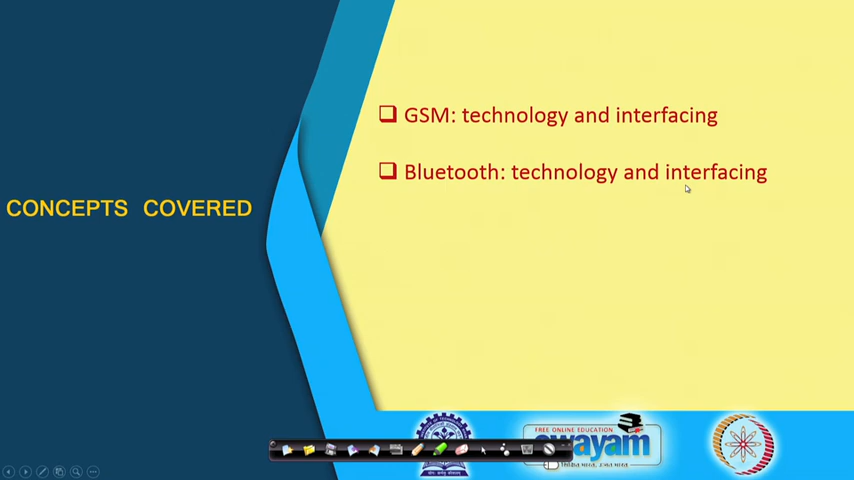 GSM: technology and interfacing
Bluetooth: technology and interfacing
CONCEPTS COVERED
FREE ONLINE EDUCATION
swayam